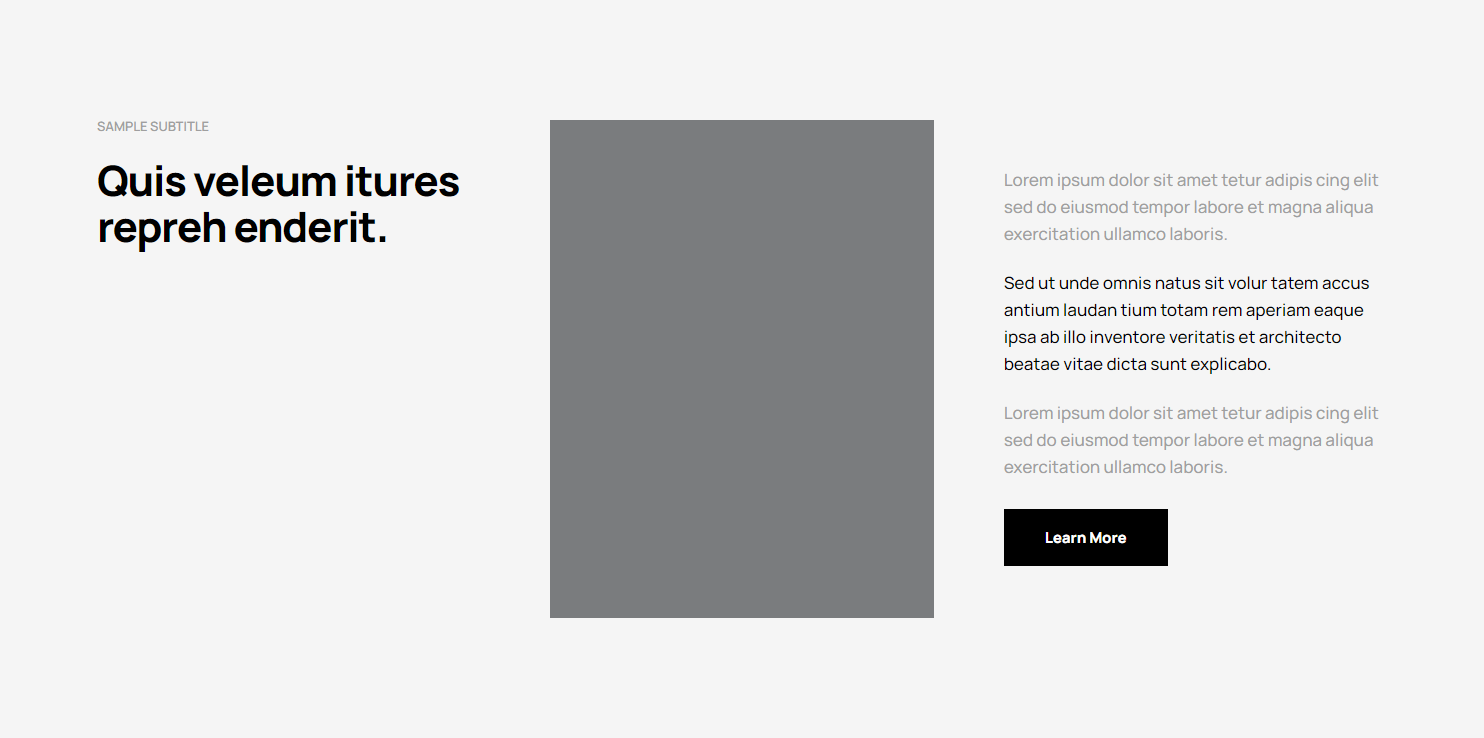 SAMPLE SUBTITLE
Quis veleum itures
repreh enderit.
Lorem ipsum dolor sit amet tetur adipis cing elit
sed do eiusmod tempor labore et magna aliqua
exercitation ullamco laboris.
Sed ut unde omnis natus sit volur tatem accus
antium laudan tium totam rem aperiam eaque
ipsa ab illo inventore veritatis et architecto
beatae vitae dicta sunt explicabo.
Lorem ipsum dolor sit amet tetur adipis cing elit
sed do eiusmod tempor labore et magna aliqua
exercitation ullamco laboris.
Learn More